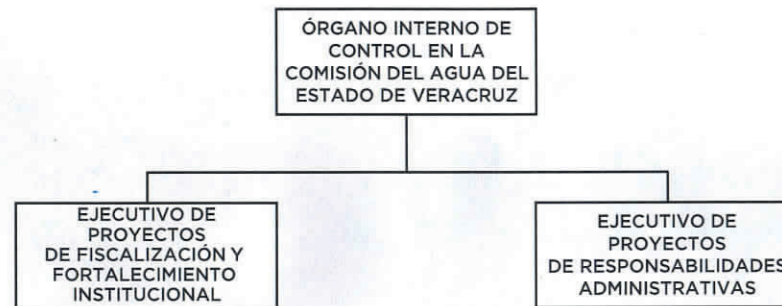 ÓRGANO INTERNO DE
CONTROL EN LA
COMISIÓN DEL AGUA DEL
ESTADO DE VERACRUZ
EJECUTIVO DE
PROYECTOS
DE FISCALIZACIÓN Y
FORTALECIMIENTO
INSTITUCIONAL
EJECUTIVO DE
PROYECTOS
DE RESPONSABILIDADES
ADMINISTRATIVAS